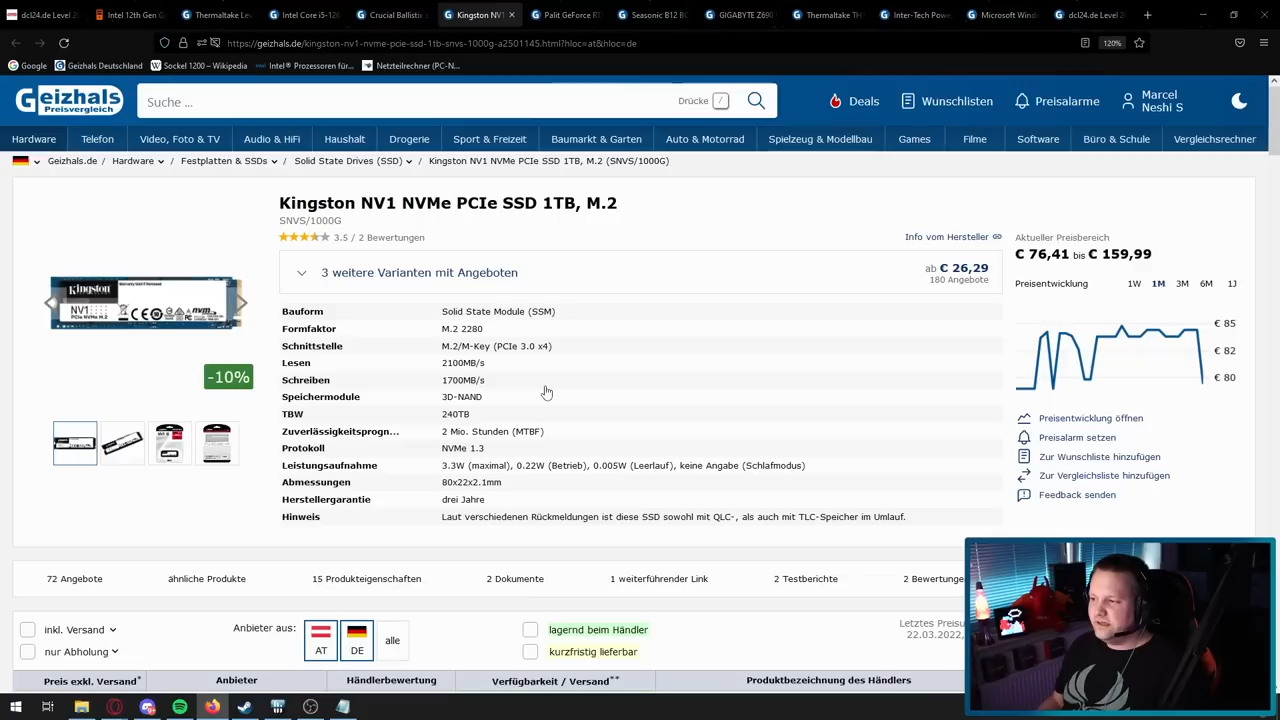 dcl24.de Level 20
Intel 12th Gen G
Thermaltake Lev
Intel Core i5-126
Crucial Ballistix
Kingston NV1
Palit GeForce RT
Seasonic B12 BC
GIGABYTE Z690
Thermaltake TH
Inter-Tech Powe
Microsoft Wind
dcl24.de Level 20
https://geizhals.de/kingston-nv1-nvme-pcie-ssd-1tb-snvs-1000g-a2501145.html?hloc=at&hloc=de
120%
Google
Geizhals Deutschland
Sockel 1200 – Wikipedia
Intel® Prozessoren für...
Netzteilrechner (PC-N...
Geizhals
Preisvergleich
Suche ...
Drücke /
Deals
Wunschlisten
Preisalarme
Marcel
Neshi S
Hardware
Telefon
Video, Foto & TV
Audio & HiFi
Haushalt
Drogerie
Sport & Freizeit
Baumarkt & Garten
Auto & Motorrad
Spielzeug & Modellbau
Games
Filme
Software
Büro & Schule
Vergleichsrechner
Geizhals.de / Hardware / Festplatten & SSDs / Solid State Drives (SSD) / Kingston NV1 NVMe PCIe SSD 1TB, M.2 (SNVS/1000G)
Kingston NV1 NVMe PCIe SSD 1TB, M.2
SNVS/1000G
3.5 / 2 Bewertungen
Info vom Hersteller
3 weitere Varianten mit Angeboten
ab € 26,29
180 Angebote
Kingston
NV1
-10%
Bauform Solid State Module (SSM)
Formfaktor M.2 2280
Schnittstelle M.2/M-Key (PCIe 3.0 x4)
Lesen 2100MB/s
Schreiben 1700MB/s
Speichermodule 3D-NAND
TBW 240TB
Zuverlässigkeitsprogn... 2 Mio. Stunden (MTBF)
Protokoll NVMe 1.3
Leistungsaufnahme 3.3W (maximal), 0.22W (Betrieb), 0.005W (Leerlauf), keine Angabe (Schlafmodus)
Abmessungen 80x22x2.1mm
Herstellergarantie drei Jahre
Hinweis Laut verschiedenen Rückmeldungen ist diese SSD sowohl mit QLC-, als auch mit TLC-Speicher im Umlauf.
Aktueller Preisbereich
€ 76,41 bis € 159,99
Preisentwicklung 1W 1M 3M 6M 1J
€ 85
€ 82
€ 80
Preisentwicklung öffnen
Preisalarm setzen
Zur Wunschliste hinzufügen
Zur Vergleichsliste hinzufügen
Feedback senden
72 Angebote
ähnliche Produkte
15 Produkteigenschaften
2 Dokumente
1 weiterführender Link
2 Testberichte
2 Bewertungen
inkl. Versand
nur Abholung
Anbieter aus:
AT
DE
alle
lagernd beim Händler
kurzfristig lieferbar
Letztes Preisu
22.03.2022,
Preis exkl. Versand*
Anbieter
Händlerbewertung
Verfügbarkeit / Versand**
Produktbezeichnung des Händlers